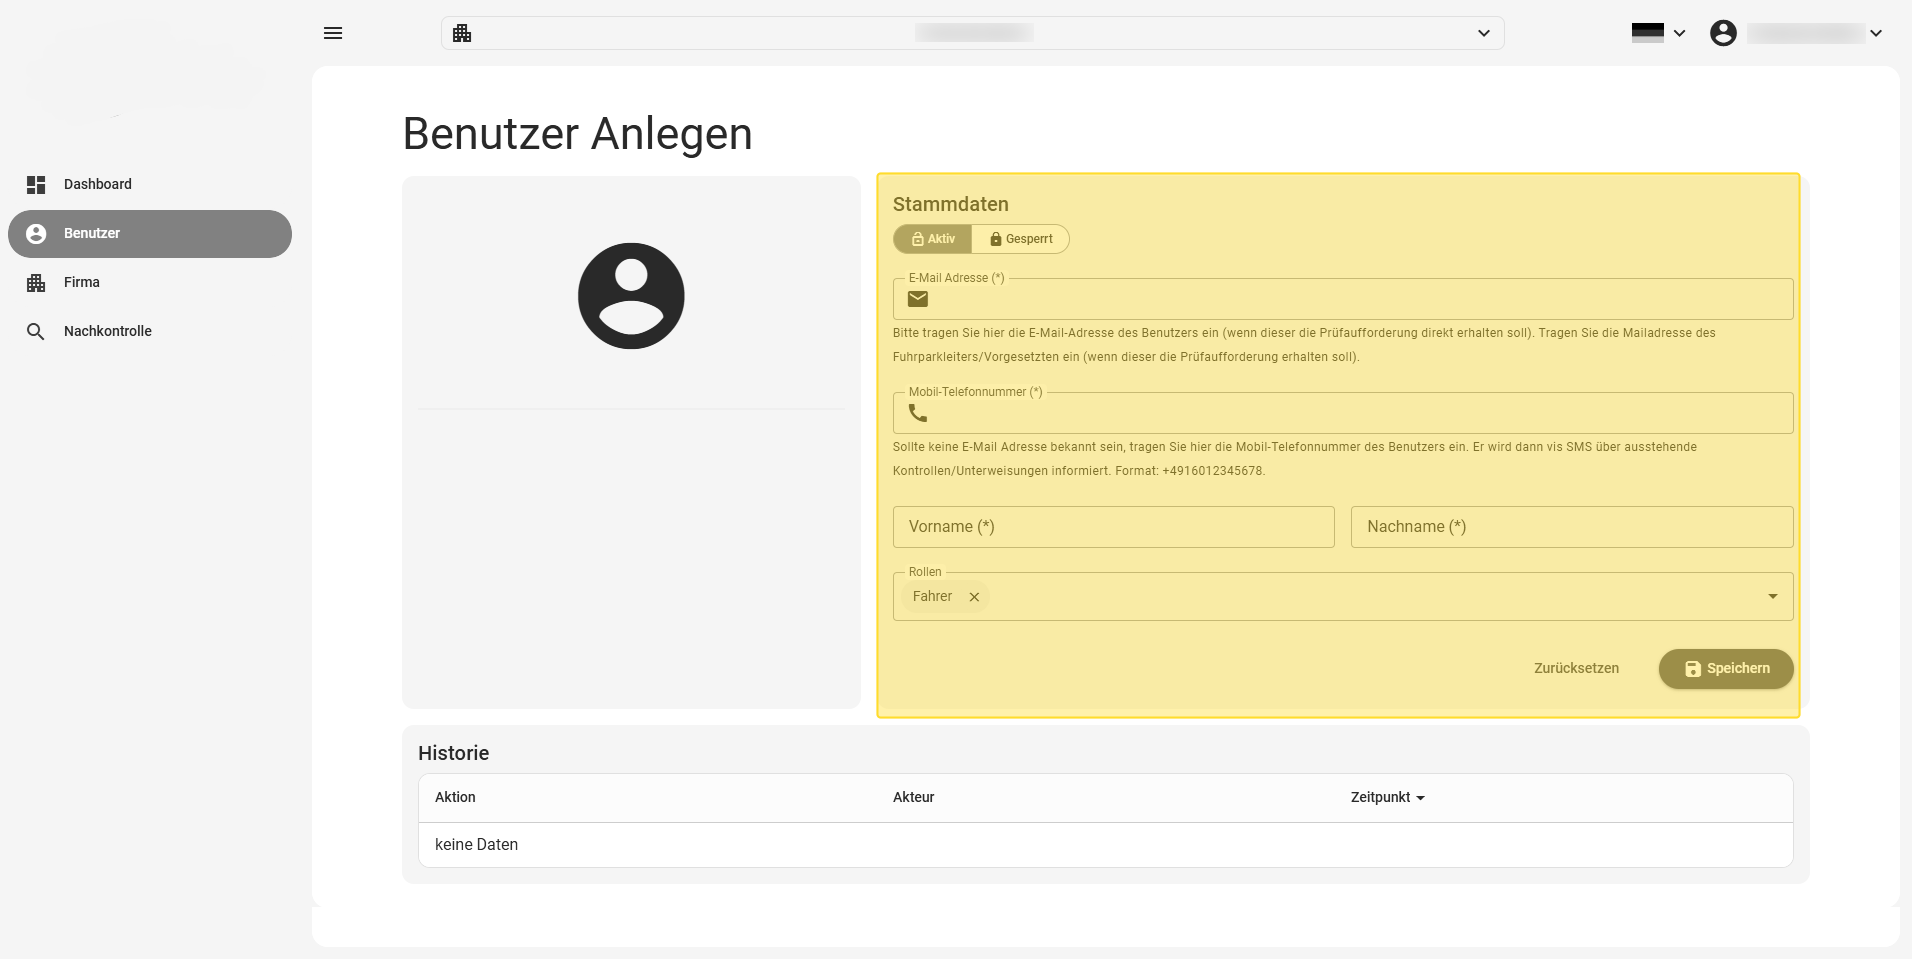 Dashboard
Benutzer
Firma
Nachkontrolle
Benutzer Anlegen
Stammdaten
Aktiv Gesperrt
E-Mail Adresse (*)
Bitte tragen Sie hier die E-Mail-Adresse des Benutzers ein (wenn dieser die Prüfaufforderung direkt erhalten soll). Tragen Sie die Mailadresse des
Fuhrparkleiters/Vorgesetzten ein (wenn dieser die Prüfaufforderung erhalten soll).
Mobil-Telefonnummer (*)
Sollte keine E-Mail Adresse bekannt sein, tragen Sie hier die Mobil-Telefonnummer des Benutzers ein. Er wird dann vis SMS über ausstehende
Kontrollen/Unterweisungen informiert. Format: +4916012345678.
Vorname (*) Nachname (*)
Rollen
Fahrer
Zurücksetzen Speichern
Historie
Aktion Akteur Zeitpunkt
keine Daten